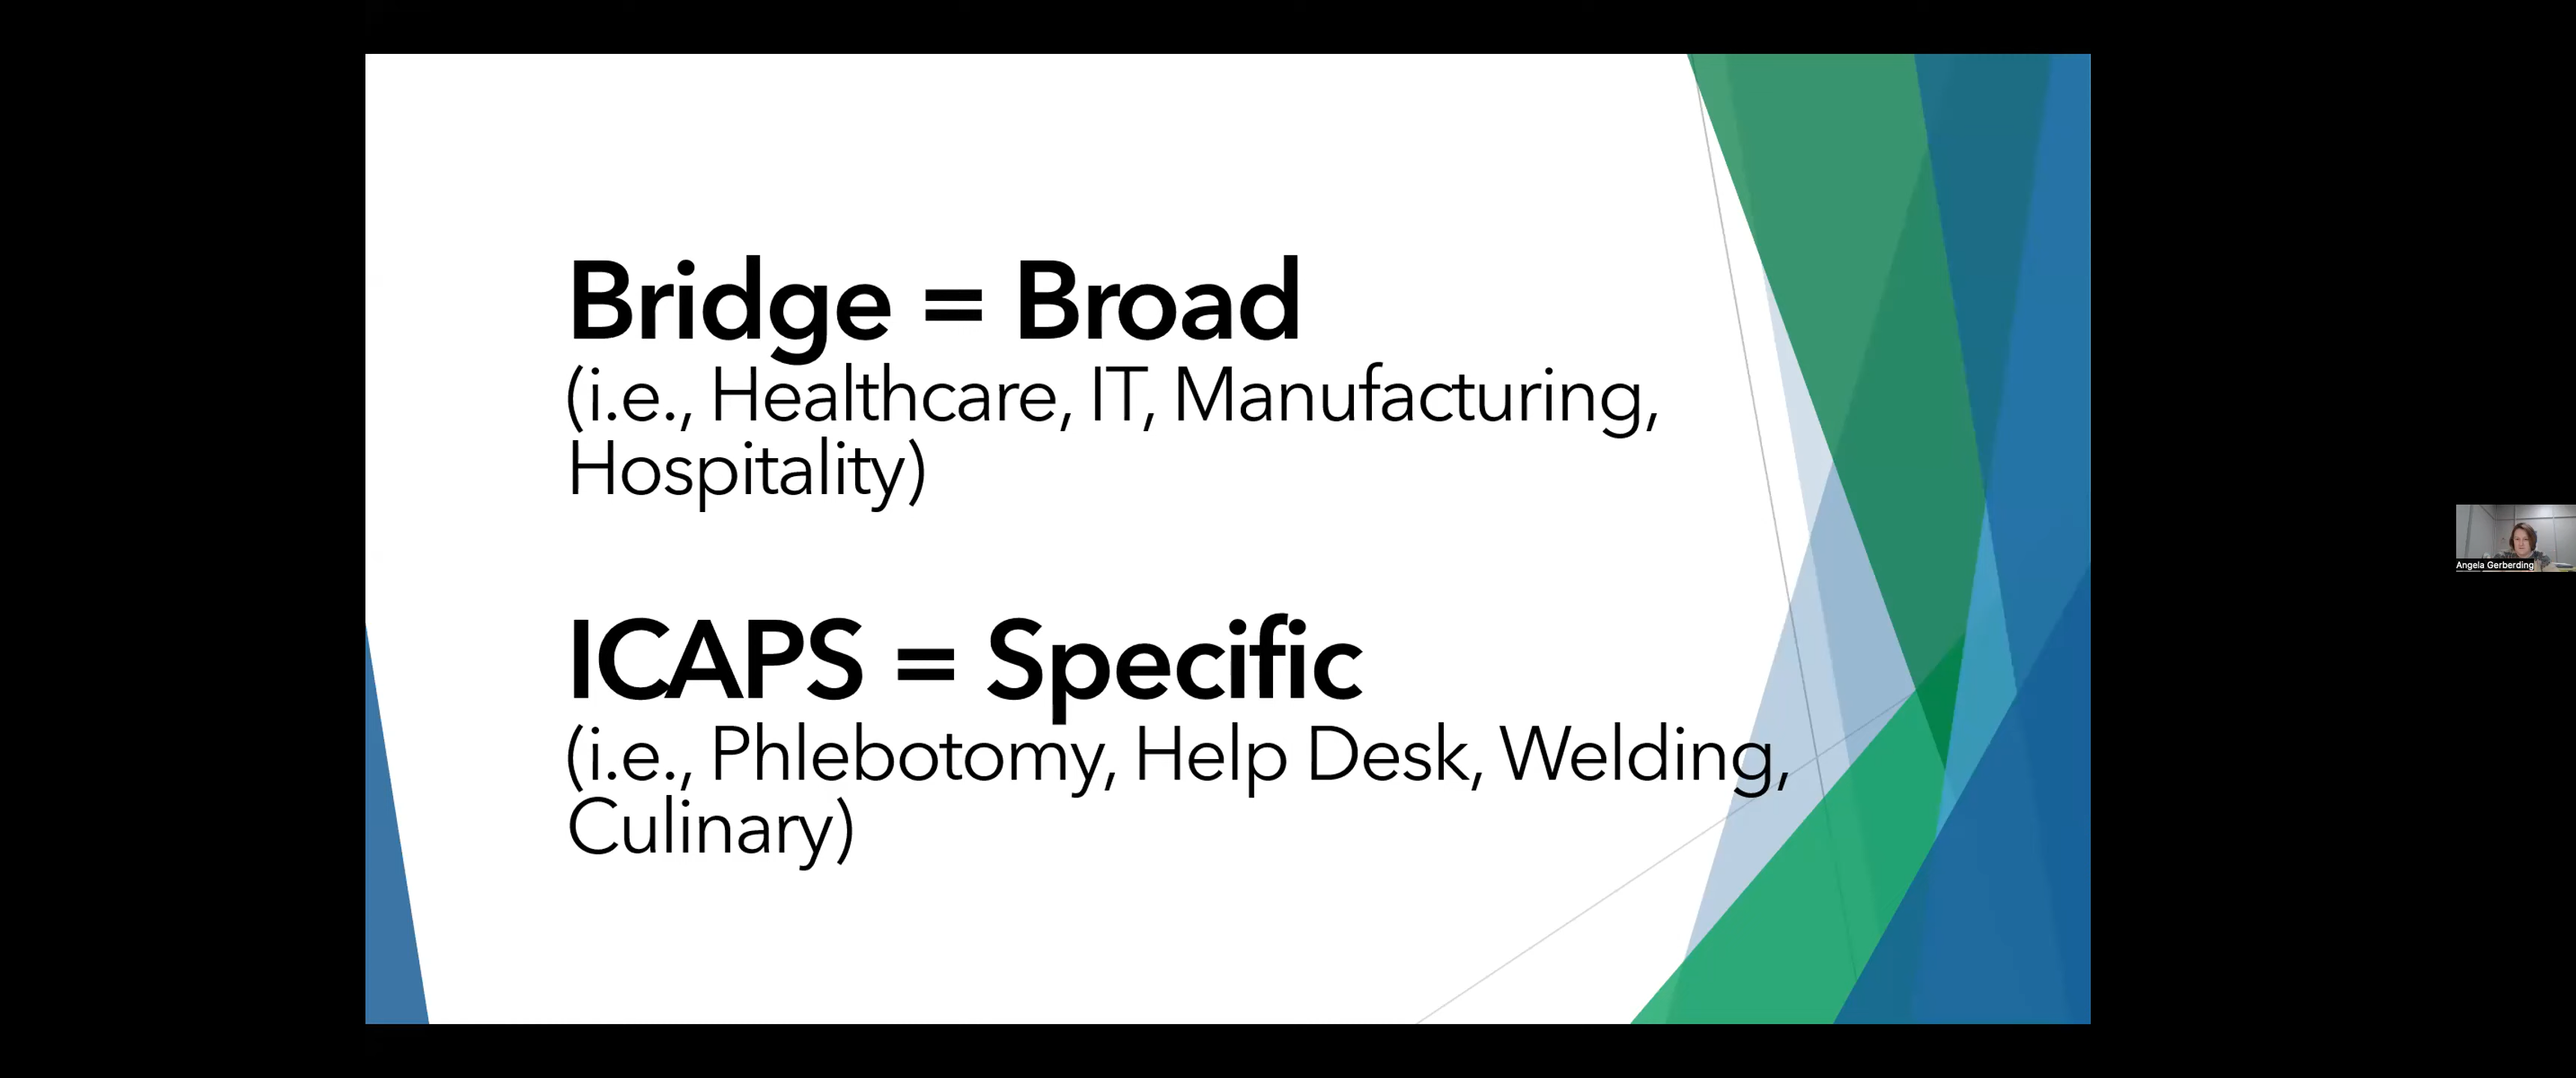 Bridge = Broad
(i.e., Healthcare, IT, Manufacturing,
Hospitality)
ICAPS = Specific
(i.e., Phlebotomy, Help Desk, Welding,
Culinary)
Angela Gerberding